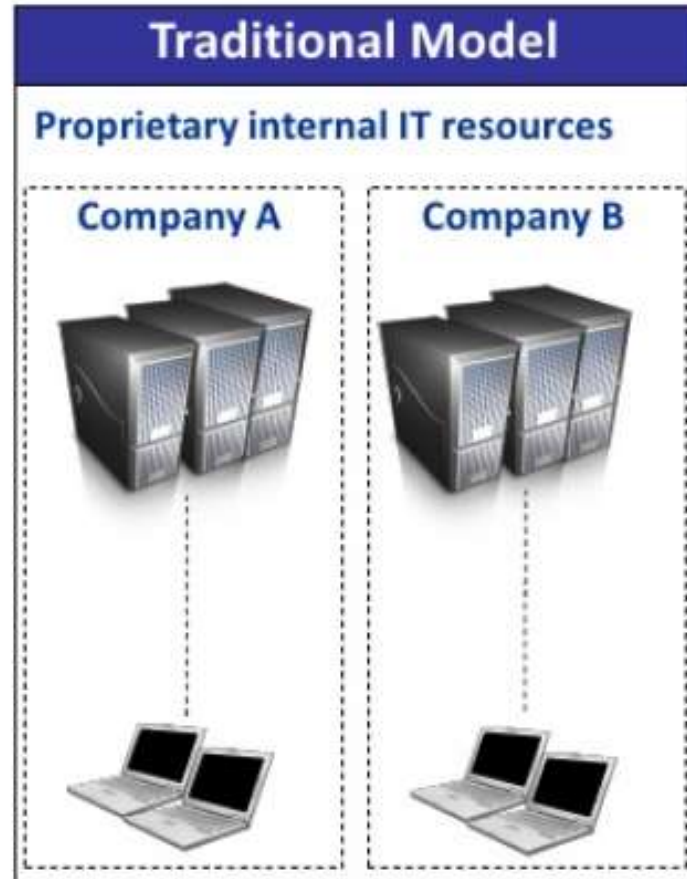 Traditional Model
Proprietary internal IT resources
Company A
Company B